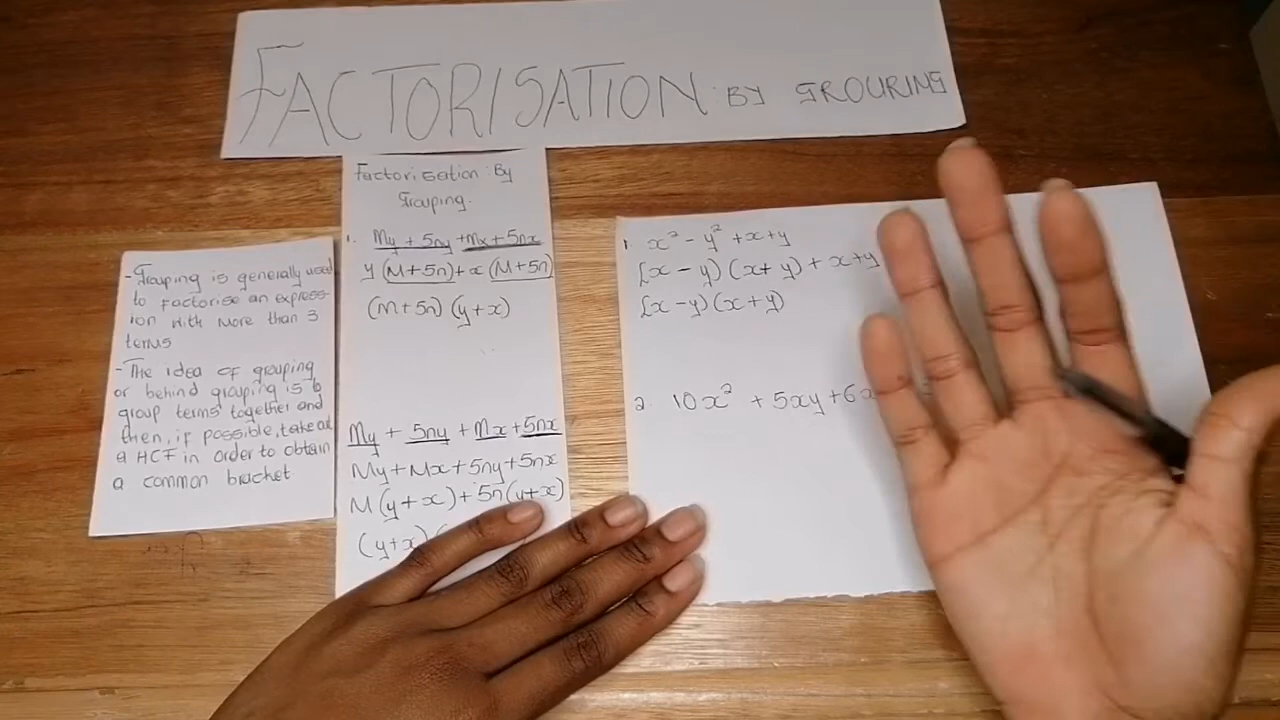 FACTORISATION: BY GROURING
- Grouping is generally used
to factorise an express-
ion with More than 3
terms
- The idea of grouping
or behind grouping is to
group terms together and
then, if possible, take out
a HCF in order to obtain
a common bracket
Factorisation: By
Grouping.
1. My + 5ny + Mx + 5nx
y (M+5n) + x (M+5n)
(M+5n) (y+x)
My + 5ny + Mx + 5nx
My + Mx + 5ny + 5nx
M(y+x) + 5n(y+x)
(y+x)(
1. x² - y² + x + y
(x - y) (x + y) + x + y
(x - y) (x + y)
2. 10x² + 5xy + 6x